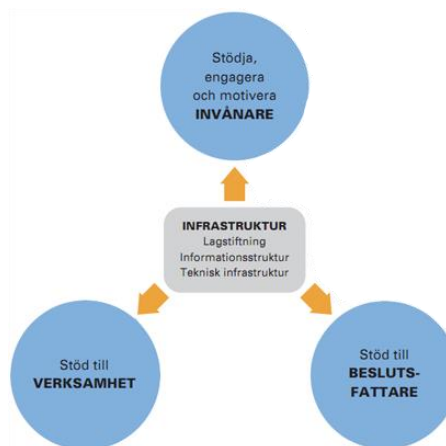 Stödja,
engagera
och motivera
INVÅNARE
INFRASTRUKTUR
Lagstiftning
Informationsstruktur
Teknisk infrastruktur
Stöd till
VERKSAMHET
Stöd till
BESLUTS-
FATTARE